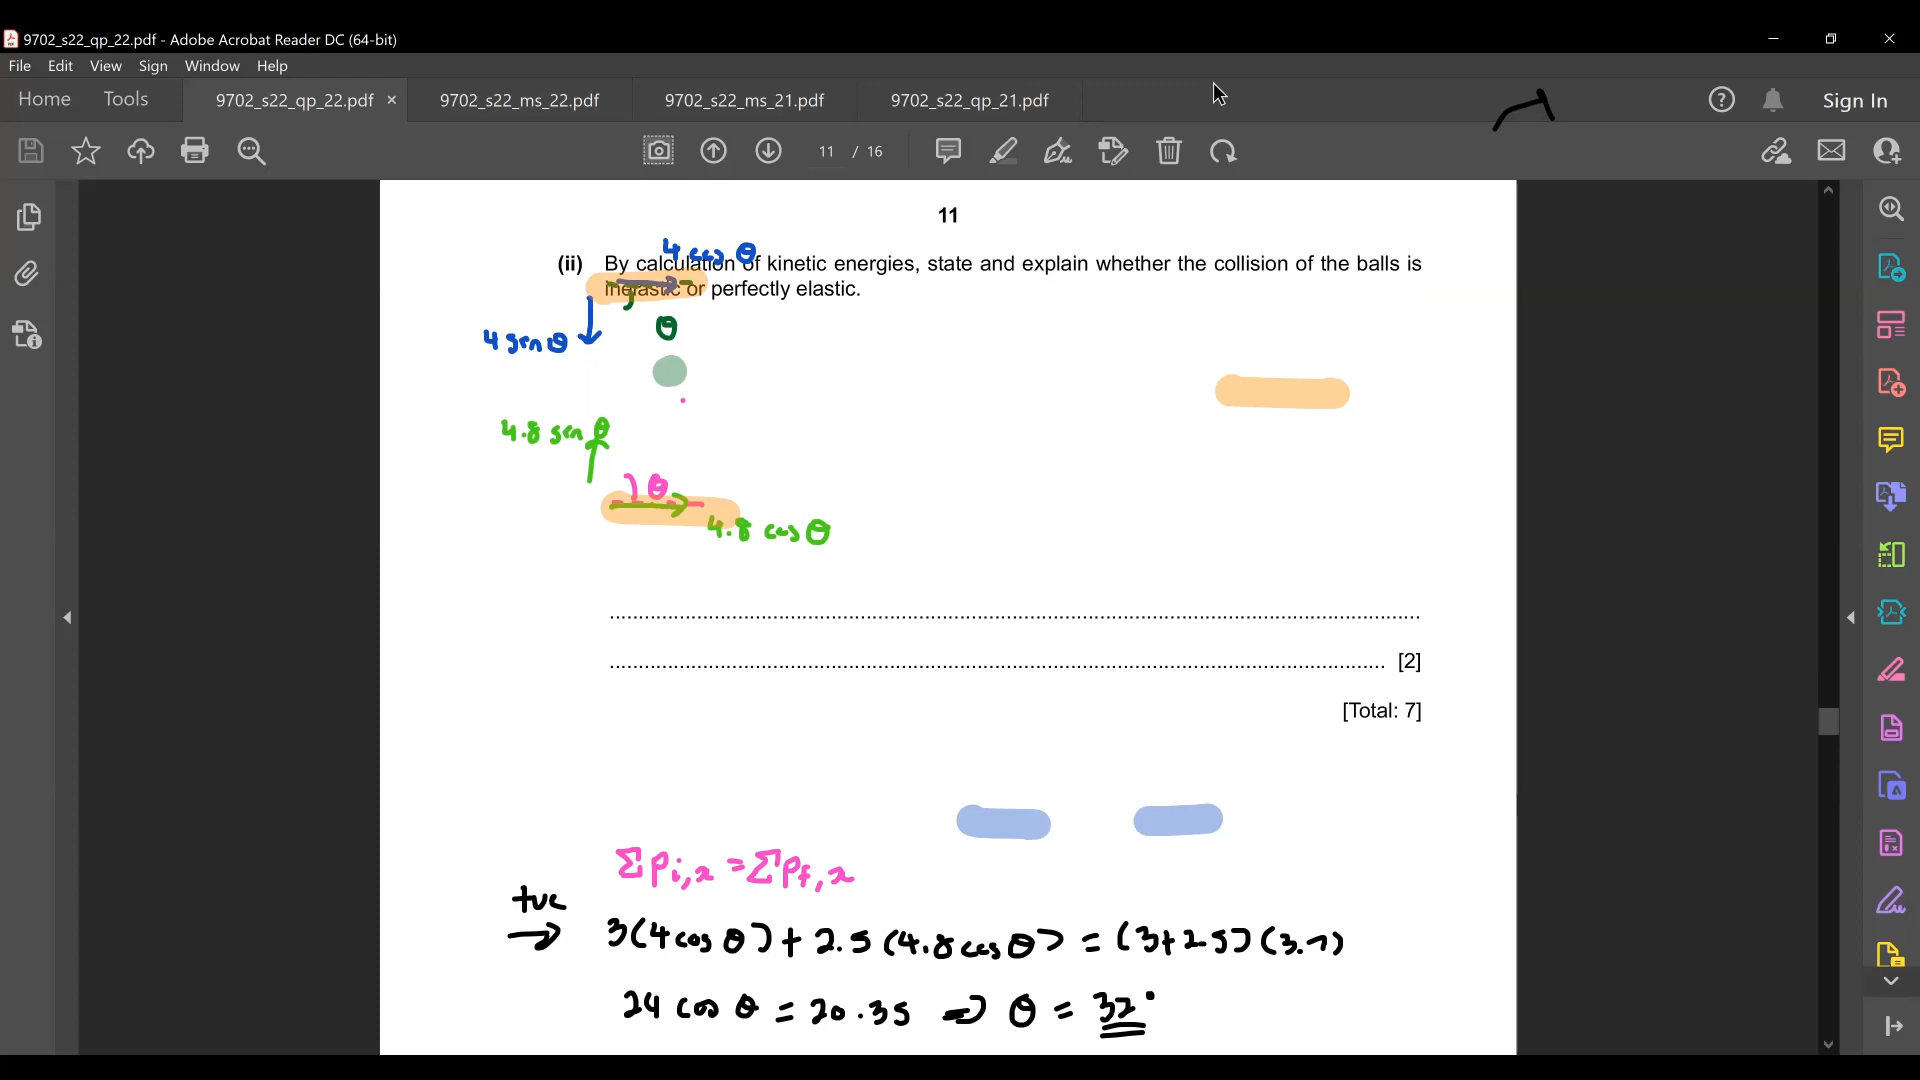 9702_s22_qp_22.pdf - Adobe Acrobat Reader DC (64-bit)
File Edit View Sign Window Help
Home Tools 9702_s22_qp_22.pdf × 9702_s22_ms_22.pdf 9702_s22_ms_21.pdf 9702_s22_qp_21.pdf Sign In
11 / 16
11
4 cos θ
(ii) By calculation of kinetic energies, state and explain whether the collision of the balls is
inelastic or perfectly elastic.
θ
4 sin θ
4.8 sin θ
θ
4.8 cos θ
[2]
[Total: 7]
Σpi,x = Σpf,x
+ve
→ 3(4cos θ) + 2.5(4.8cos θ) = (3+2.5)(3.7)
24 cos θ = 20.35 => θ = 32°